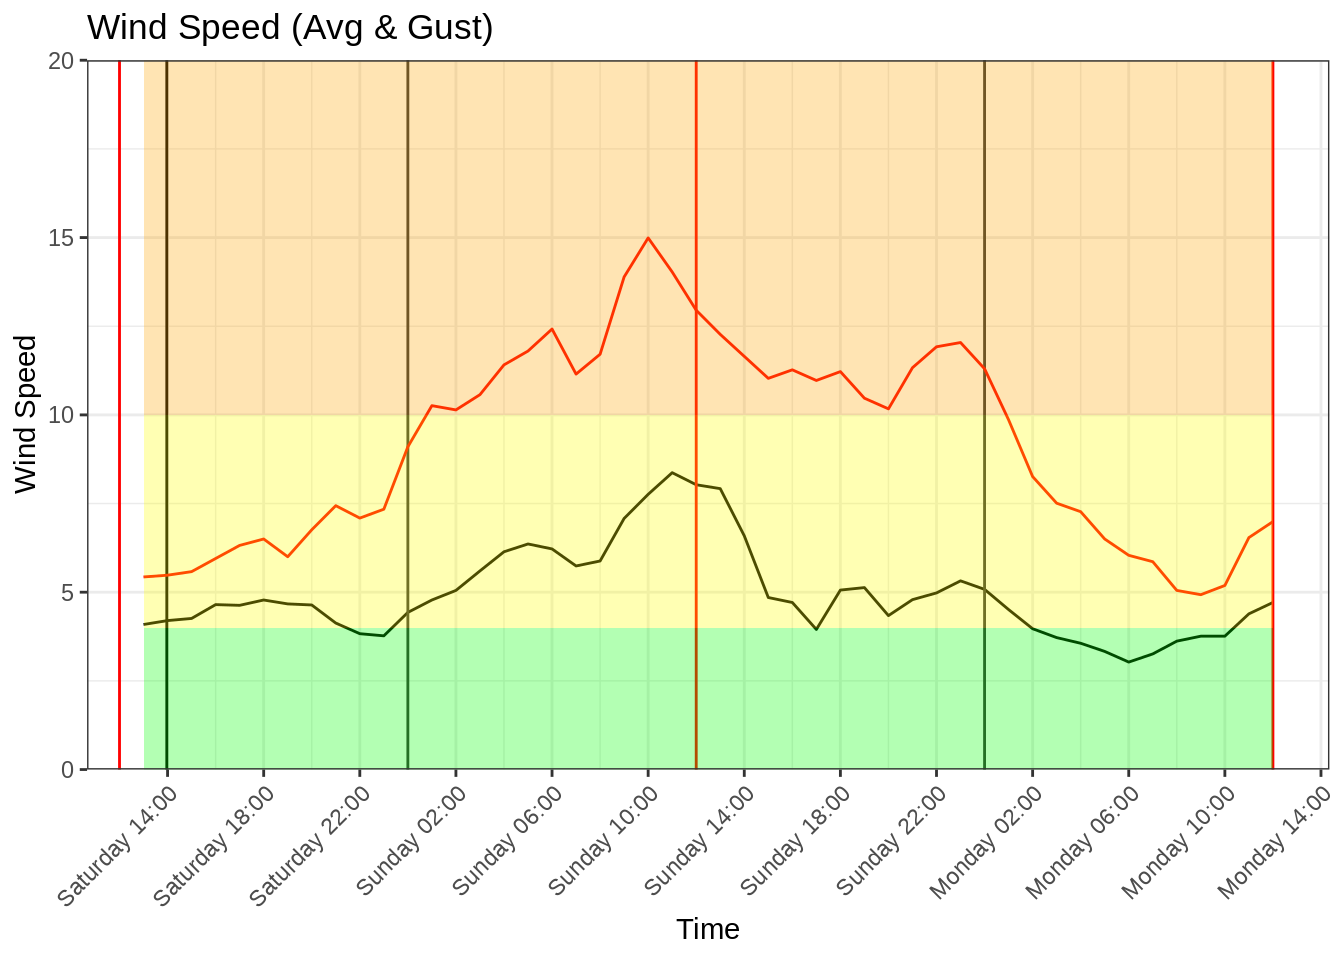 Wind Speed (Avg & Gust)
Wind Speed
20
15
10
5
0
Saturday 14:00
Saturday 18:00
Saturday 22:00
Sunday 02:00
Sunday 06:00
Sunday 10:00
Sunday 14:00
Sunday 18:00
Sunday 22:00
Monday 02:00
Monday 06:00
Monday 10:00
Monday 14:00
Time